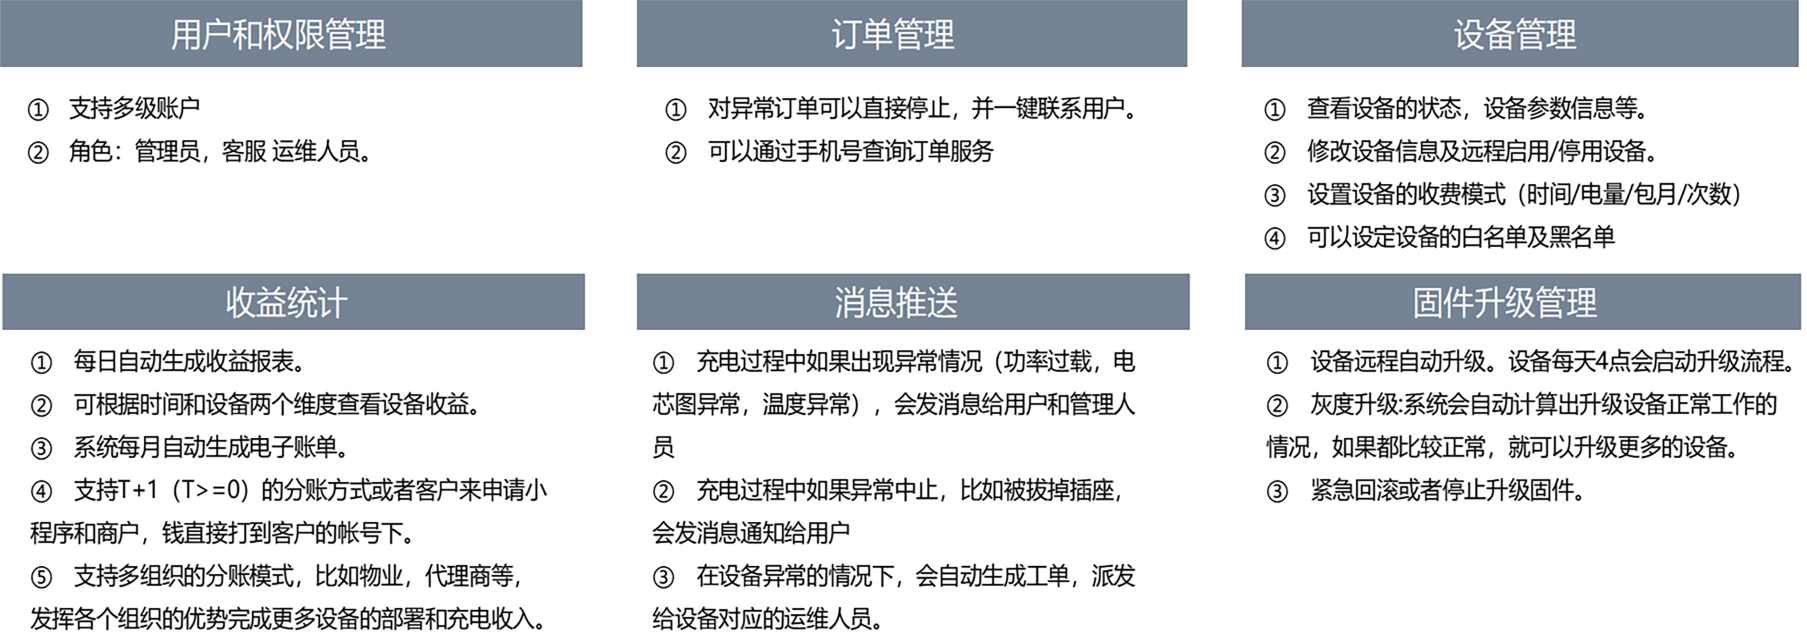 用户和权限管理
① 支持多级账户
② 角色：管理员，客服 运维人员。
订单管理
① 对异常订单可以直接停止，并一键联系用户。
② 可以通过手机号查询订单服务
设备管理
① 查看设备的状态，设备参数信息等。
② 修改设备信息及远程启用/停用设备。
③ 设置设备的收费模式（时间/电量/包月/次数）
④ 可以设定设备的白名单及黑名单
收益统计
① 每日自动生成收益报表。
② 可根据时间和设备两个维度查看设备收益。
③ 系统每月自动生成电子账单。
④ 支持T+1（T>=0）的分账方式或者客户来申请小
程序和商户，钱直接打到客户的帐号下。
⑤ 支持多组织的分账模式，比如物业，代理商等，
发挥各个组织的优势完成更多设备的部署和充电收入。
消息推送
① 充电过程中如果出现异常情况（功率过载，电
芯图异常，温度异常），会发消息给用户和管理人
员
② 充电过程中如果异常中止，比如被拔掉插座，
会发消息通知给用户
③ 在设备异常的情况下，会自动生成工单，派发
给设备对应的运维人员。
固件升级管理
① 设备远程自动升级。设备每天4点会启动升级流程。
② 灰度升级:系统会自动计算出升级设备正常工作的
情况，如果都比较正常，就可以升级更多的设备。
③ 紧急回滚或者停止升级固件。